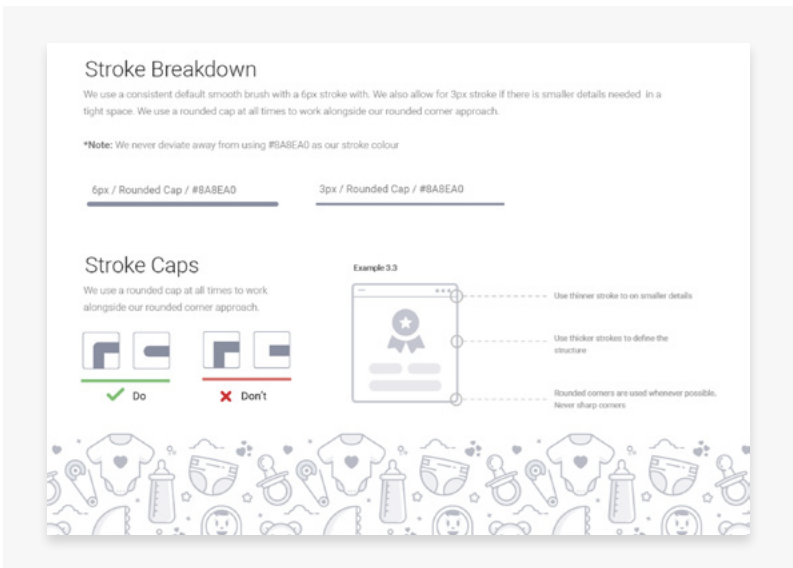 Stroke Breakdown
We use a consistent default smooth brush with a 6px stroke with. We also allow for 3px stroke if there is smaller details needed in a
tight space. We use a rounded cap at all times to work alongside our rounded corner approach.
*Note: We never deviate away from using #8A8EA0 as our stroke colour
6px / Rounded Cap / #8A8EA0
3px / Rounded Cap / #8A8EA0
Stroke Caps
We use a rounded cap at all times to work
alongside our rounded corner approach.
Do
Don't
Example 3.3
Use thinner stroke to on smaller details
Use thicker strokes to define the
structure
Rounded corners are used whenever possible.
Never sharp corners